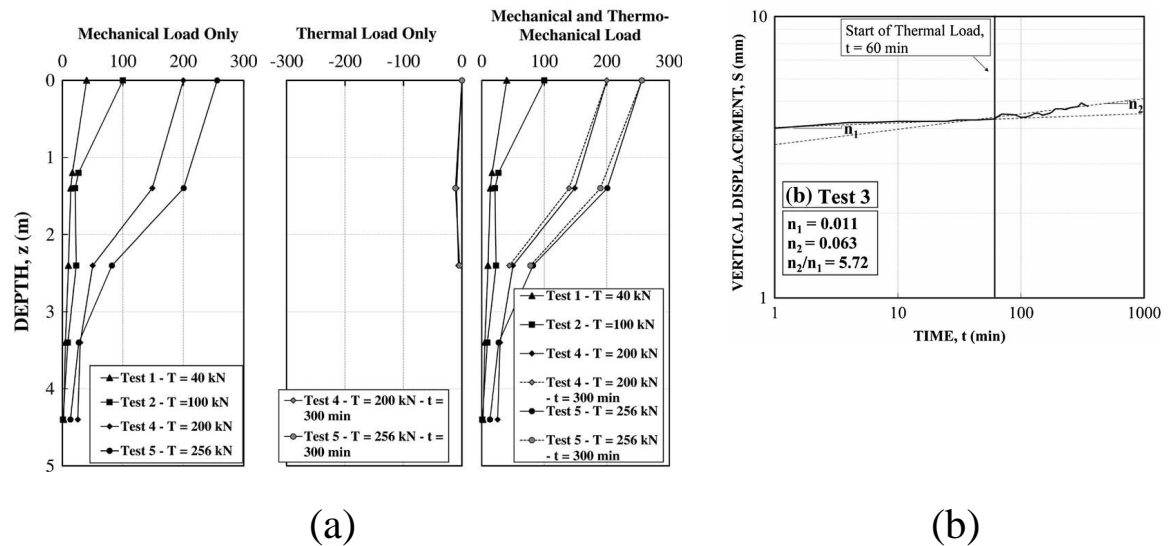 Mechanical Load Only
0 100 200 300
Thermal Load Only
-300 -200 -100 0
Mechanical and Thermo-
Mechanical Load
0 100 200 300
DEPTH, z (m)
0
1
2
3
4
5
Test 1 - T = 40 kN
Test 2 - T =100 kN
Test 4 - T = 200 kN
Test 5 - T = 256 kN
Test 4 - T = 200 kN - t =
300 min
Test 5 - T = 256 kN - t =
300 min
Test 1 - T = 40 kN
Test 2 - T =100 kN
Test 4 - T = 200 kN
Test 4 - T = 200 kN
- t = 300 min
Test 5 - T = 256 kN
Test 5 - T = 256 kN
- t = 300 min
(a)
VERTICAL DISPLACEMENT, S (mm)
10
1
Start of Thermal Load,
t = 60 min
n1
n2
(b) Test 3
n1 = 0.011
n2 = 0.063
n2/n1 = 5.72
1 10 100 1000
TIME, t (min)
(b)